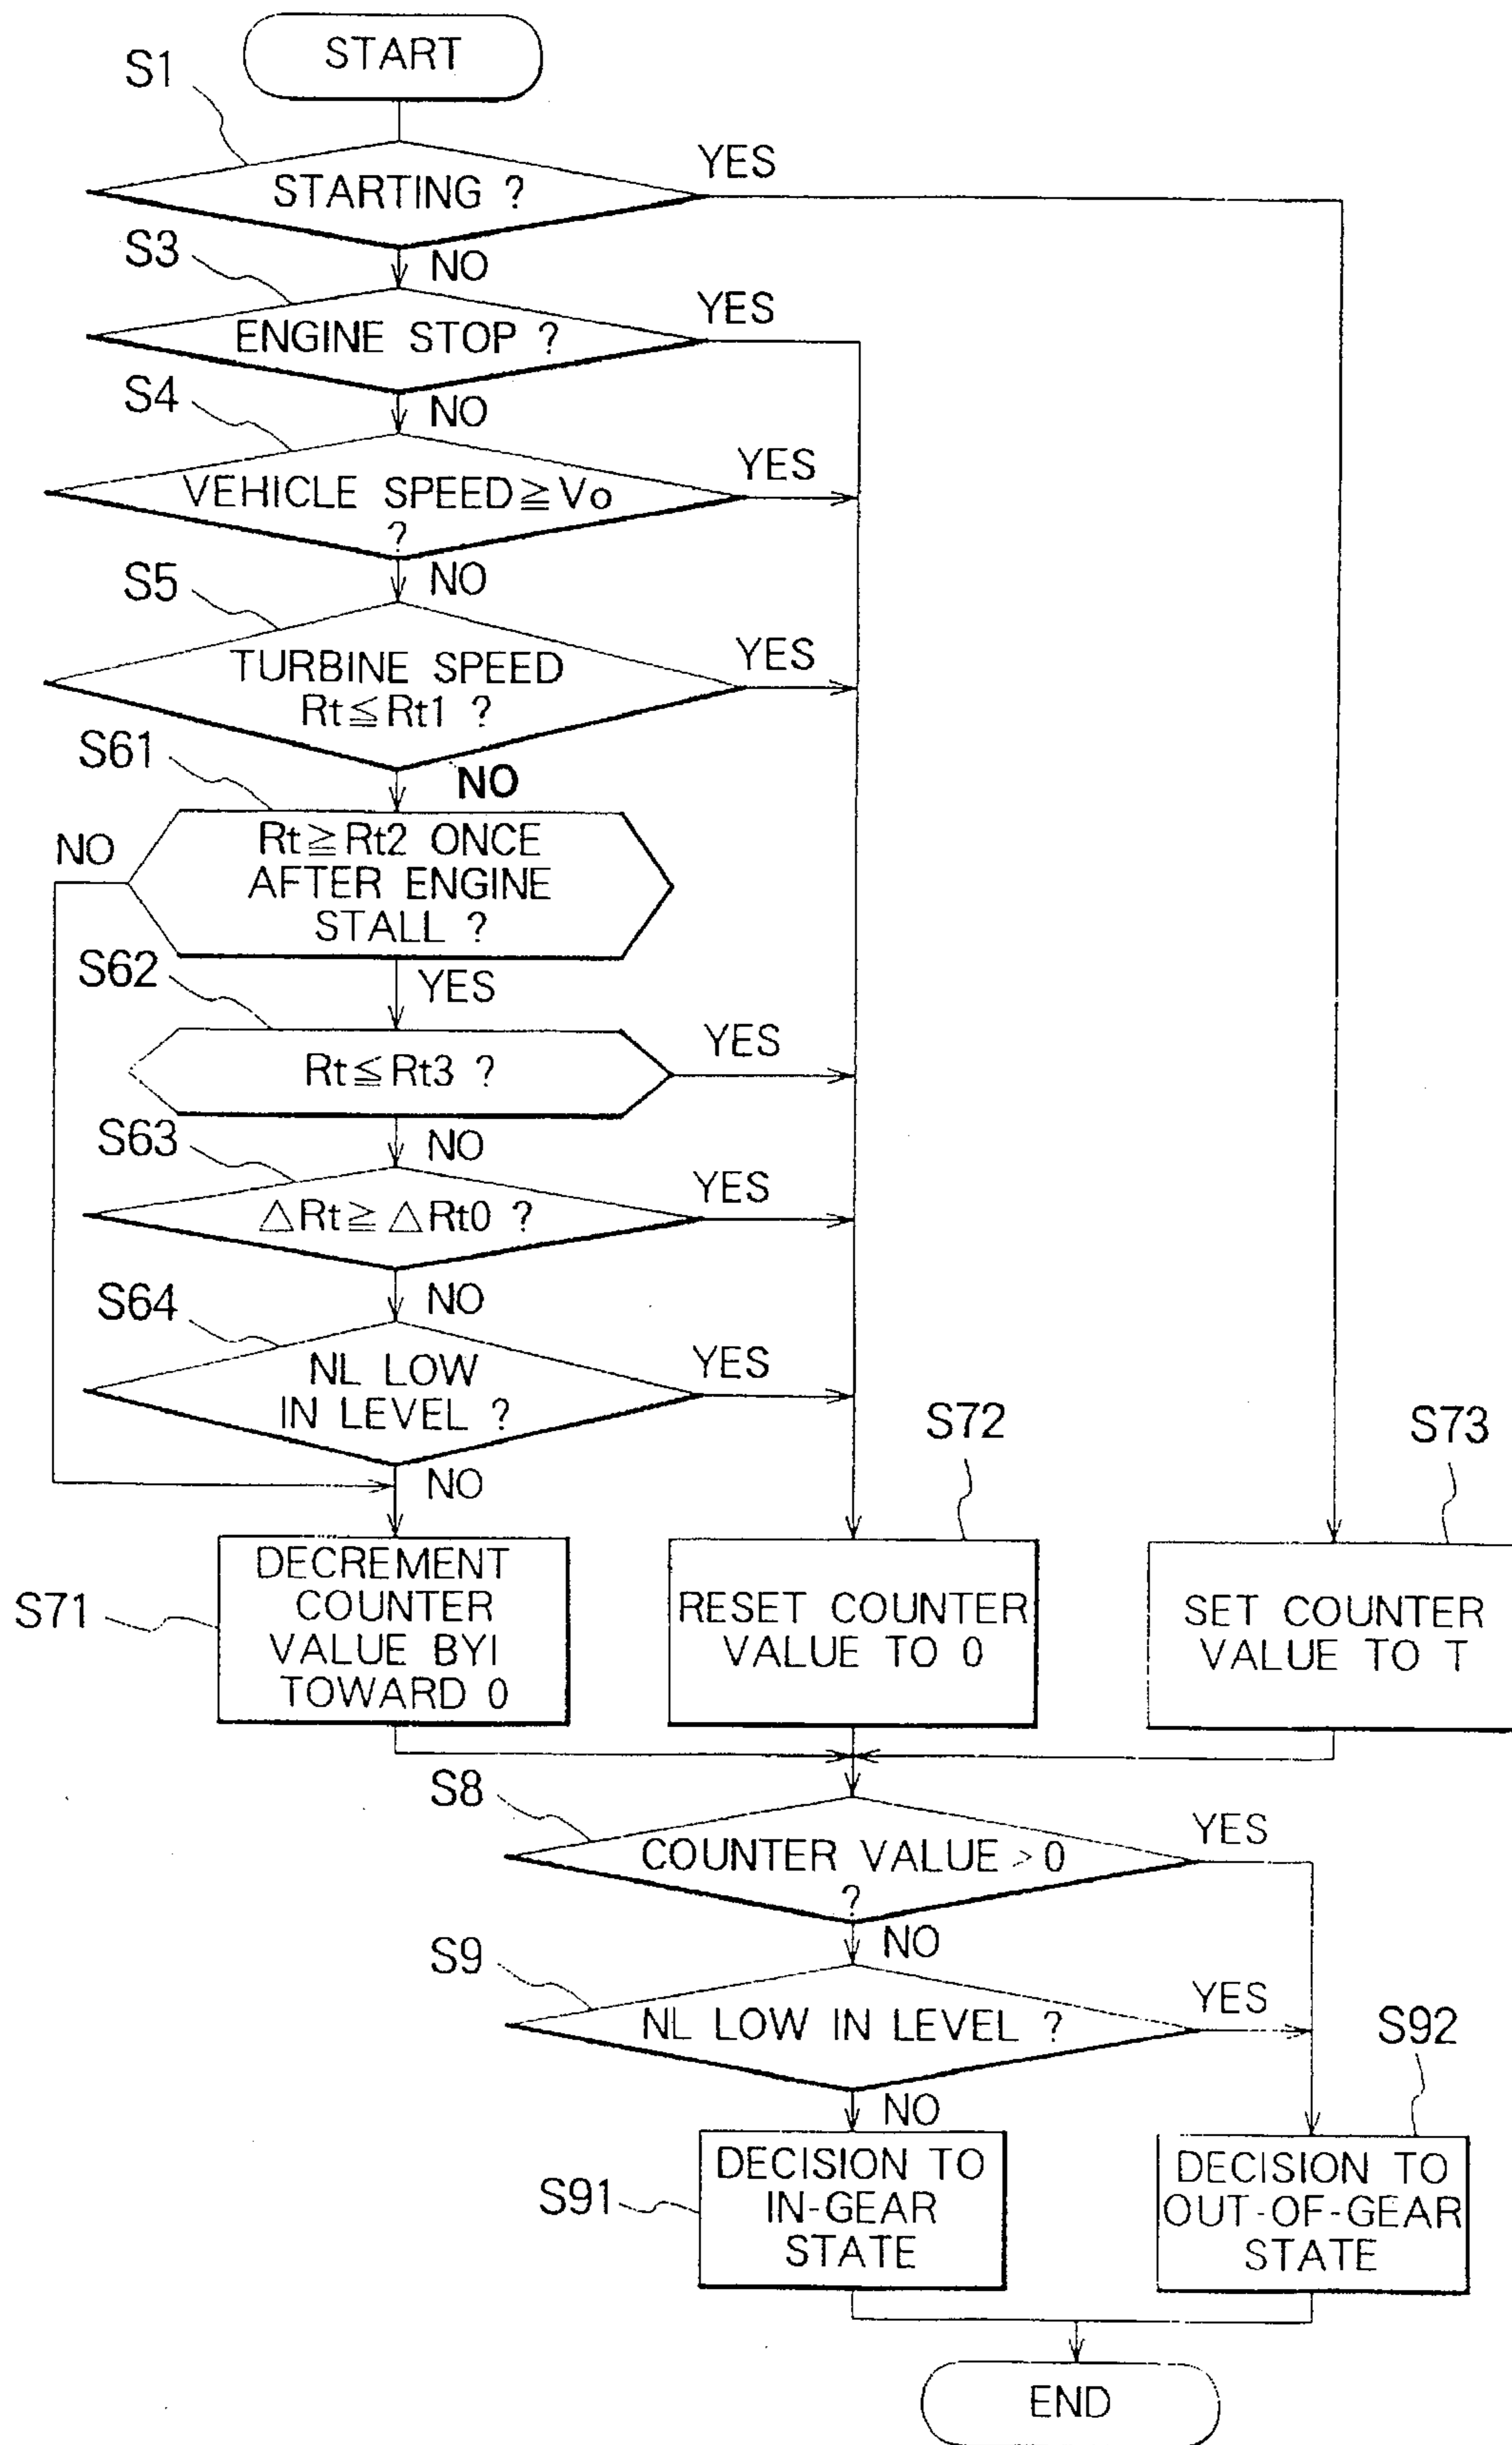 START
S1
STARTING ?
YES
NO
S3
ENGINE STOP ?
YES
NO
S4
VEHICLE SPEED≧Vo
?
YES
NO
S5
TURBINE SPEED
Rt≦Rt1 ?
YES
NO
S61
Rt≧Rt2 ONCE
AFTER ENGINE
STALL ?
NO
YES
S62
Rt≦Rt3 ?
YES
NO
S63
△Rt≧△Rt0 ?
YES
NO
S64
NL LOW
IN LEVEL ?
YES
NO
S71
DECREMENT
COUNTER
VALUE BY1
TOWARD 0
S72
RESET COUNTER
VALUE TO 0
S73
SET COUNTER
VALUE TO T
S8
COUNTER VALUE > 0
?
YES
NO
S9
NL LOW IN LEVEL ?
YES
NO
S91
DECISION TO
IN-GEAR
STATE
S92
DECISION TO
OUT-OF-GEAR
STATE
END